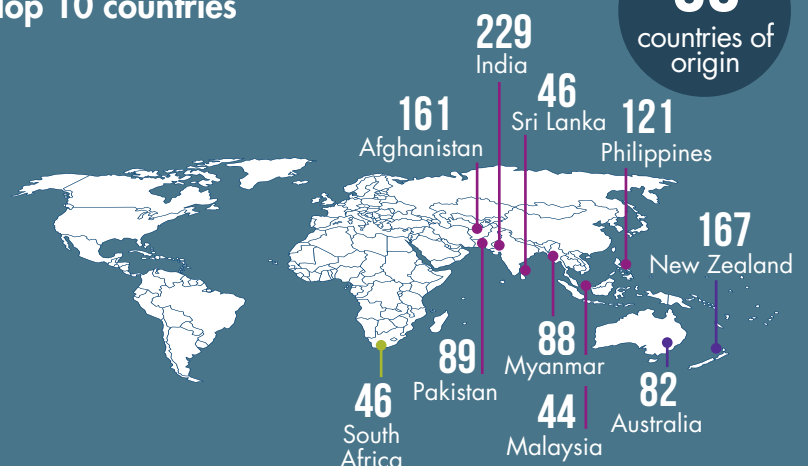 Top 10 countries
countries of
origin
229
India
46
Sri Lanka
161
Afghanistan
121
Philippines
167
New Zealand
89
Pakistan
88
Myanmar
44
Malaysia
82
Australia
46
South
Africa